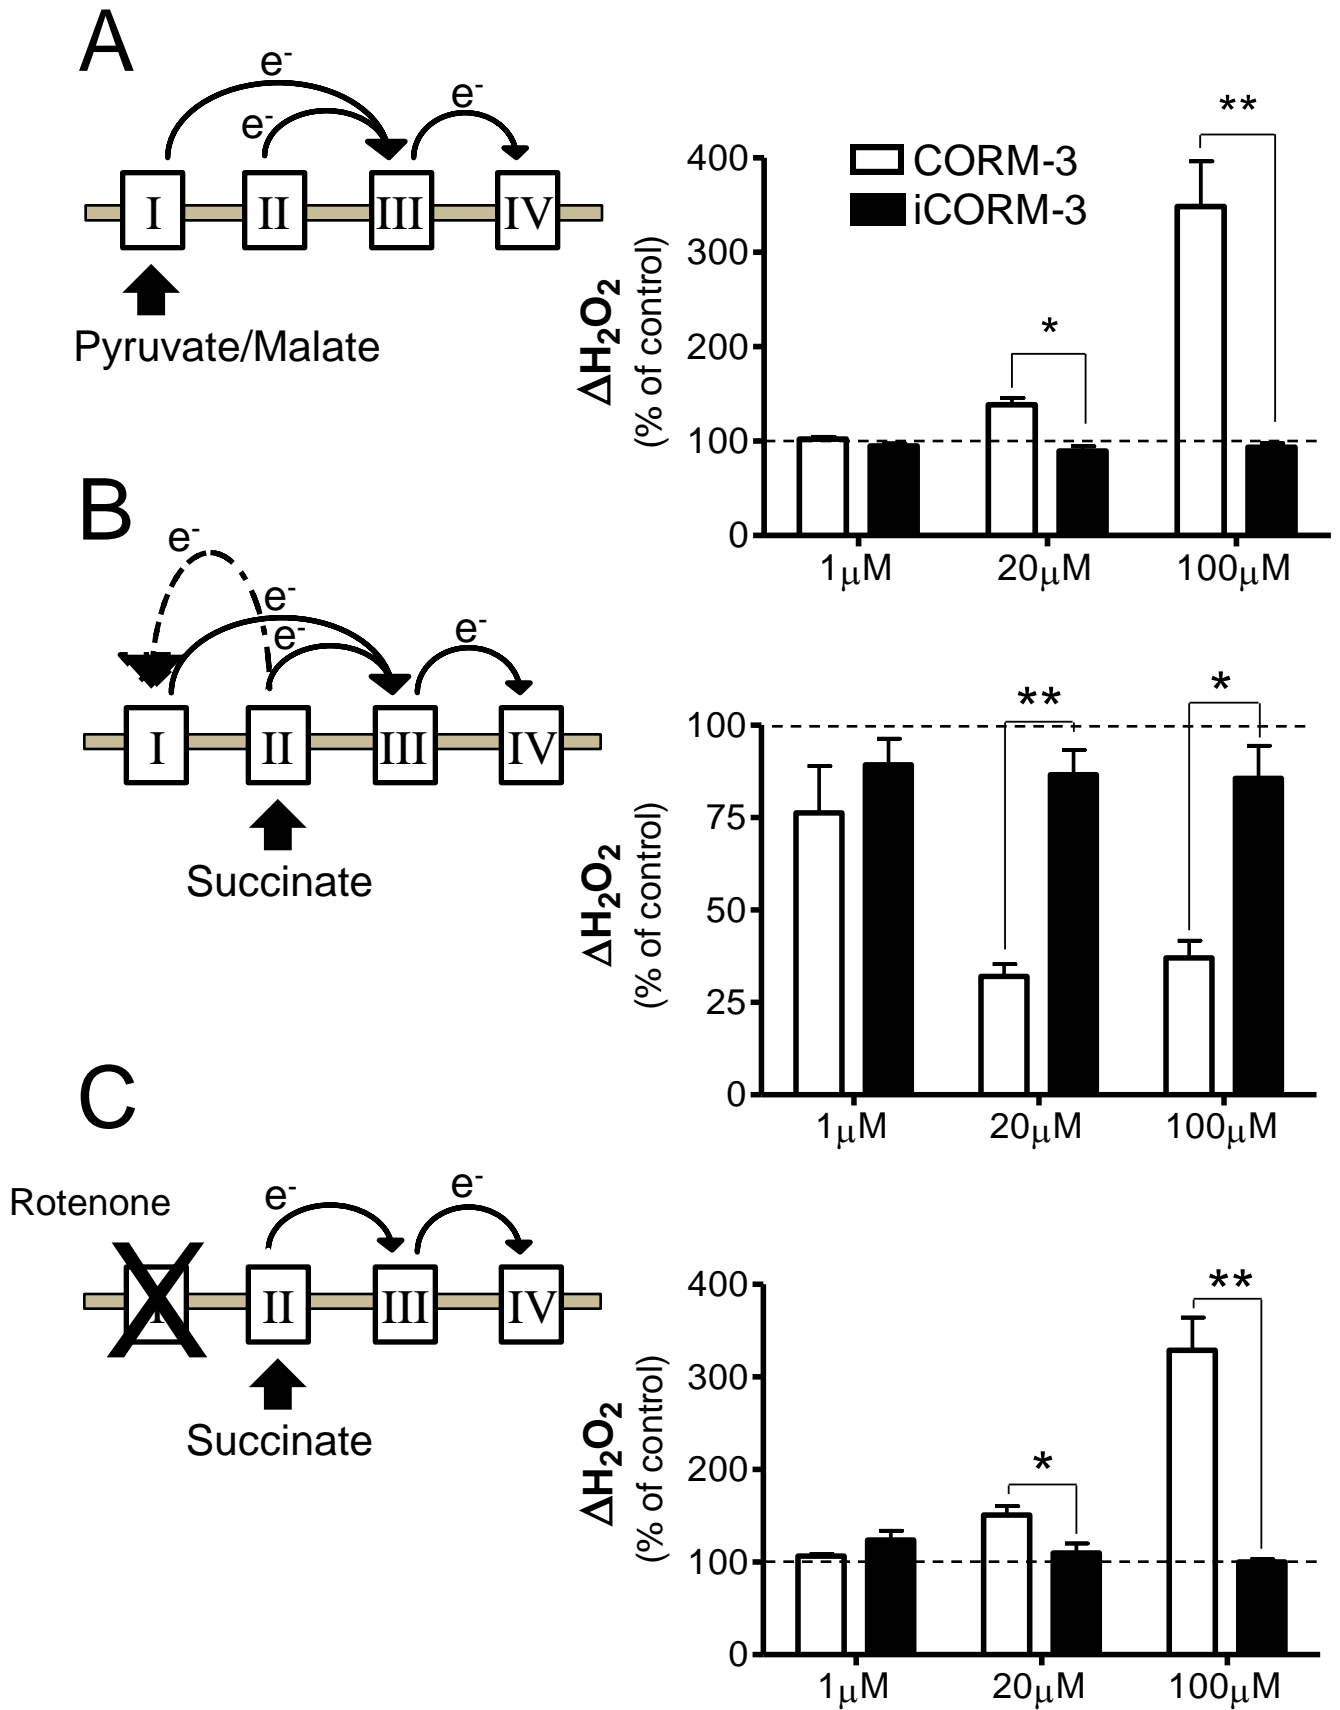 A
e-
e-
e-
I
II
III
IV
Pyruvate/Malate
ΔH2O2
(% of control)
400
300
200
100
0
CORM-3
iCORM-3
*
**
1μM
20μM
100μM
B
e-
e-
e-
e-
I
II
III
IV
Succinate
ΔH2O2
(% of control)
100
75
50
25
0
**
*
1μM
20μM
100μM
C
Rotenone
e-
e-
I
II
III
IV
Succinate
ΔH2O2
(% of control)
400
300
200
100
0
*
**
1μM
20μM
100μM